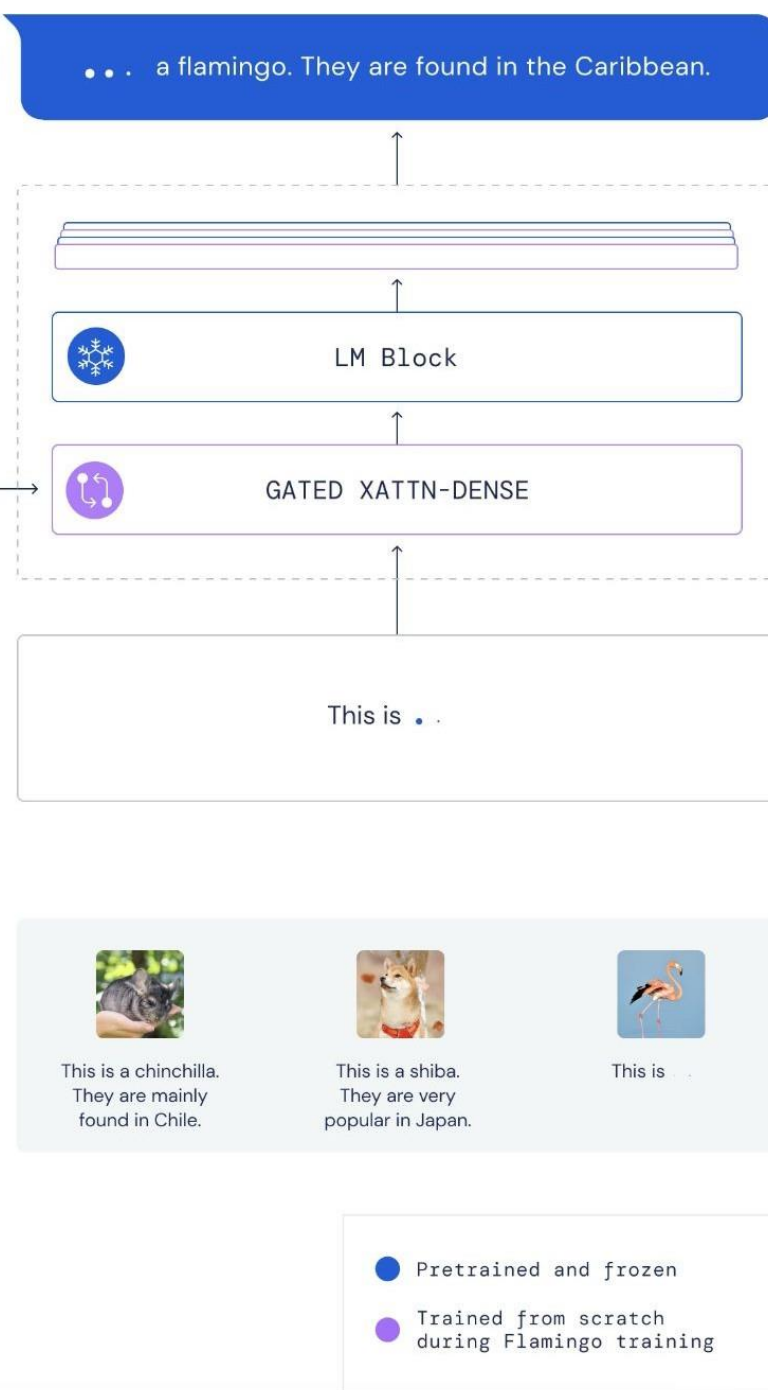 ... a flamingo. They are found in the Caribbean.
LM Block
GATED XATTN-DENSE
This is . .
This is a chinchilla.
They are mainly
found in Chile.
This is a shiba.
They are very
popular in Japan.
This is
Pretrained and frozen
Trained from scratch
during Flamingo training